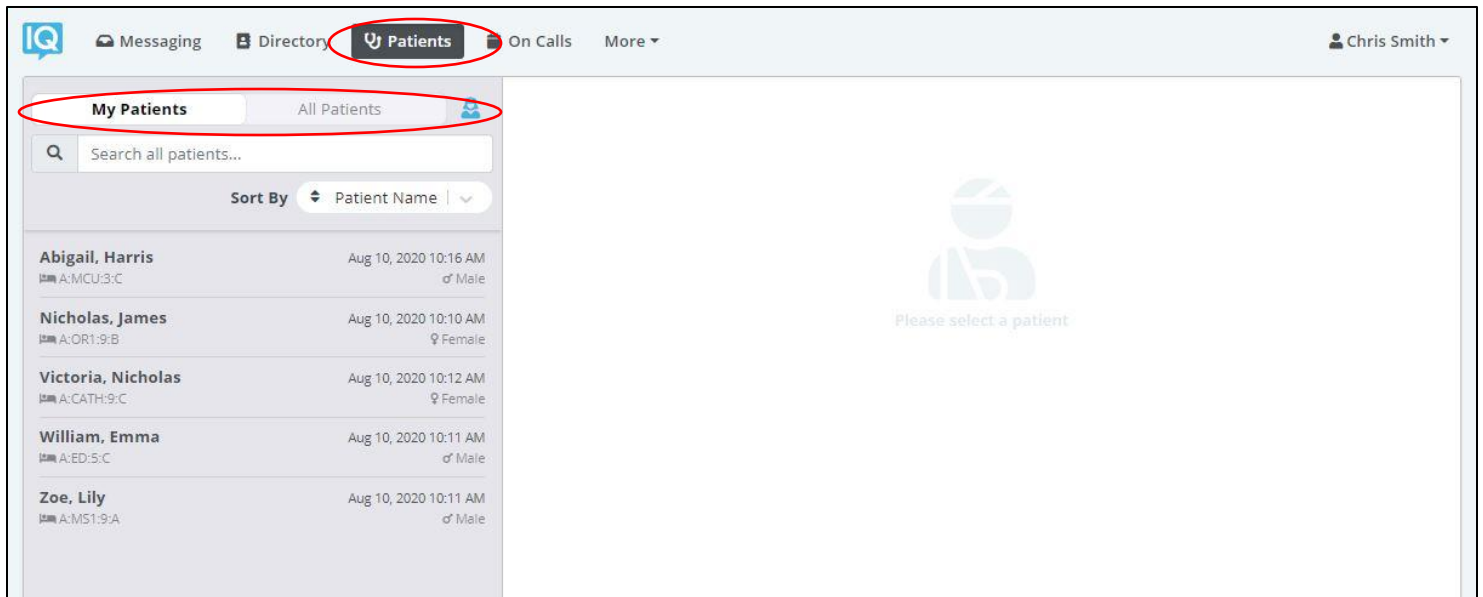 IQ Messaging Directory Patients On Calls More Chris Smith
My Patients All Patients
Search all patients...
Sort By Patient Name
Abigail, Harris Aug 10, 2020 10:16 AM
A:MCU:3:C Male
Nicholas, James Aug 10, 2020 10:10 AM
A:OR1:9:B Female
Victoria, Nicholas Aug 10, 2020 10:12 AM
A:CATH:9:C Female
William, Emma Aug 10, 2020 10:11 AM
A:ED:5:C Male
Zoe, Lily Aug 10, 2020 10:11 AM
A:MS1:9:A Male
Please select a patient